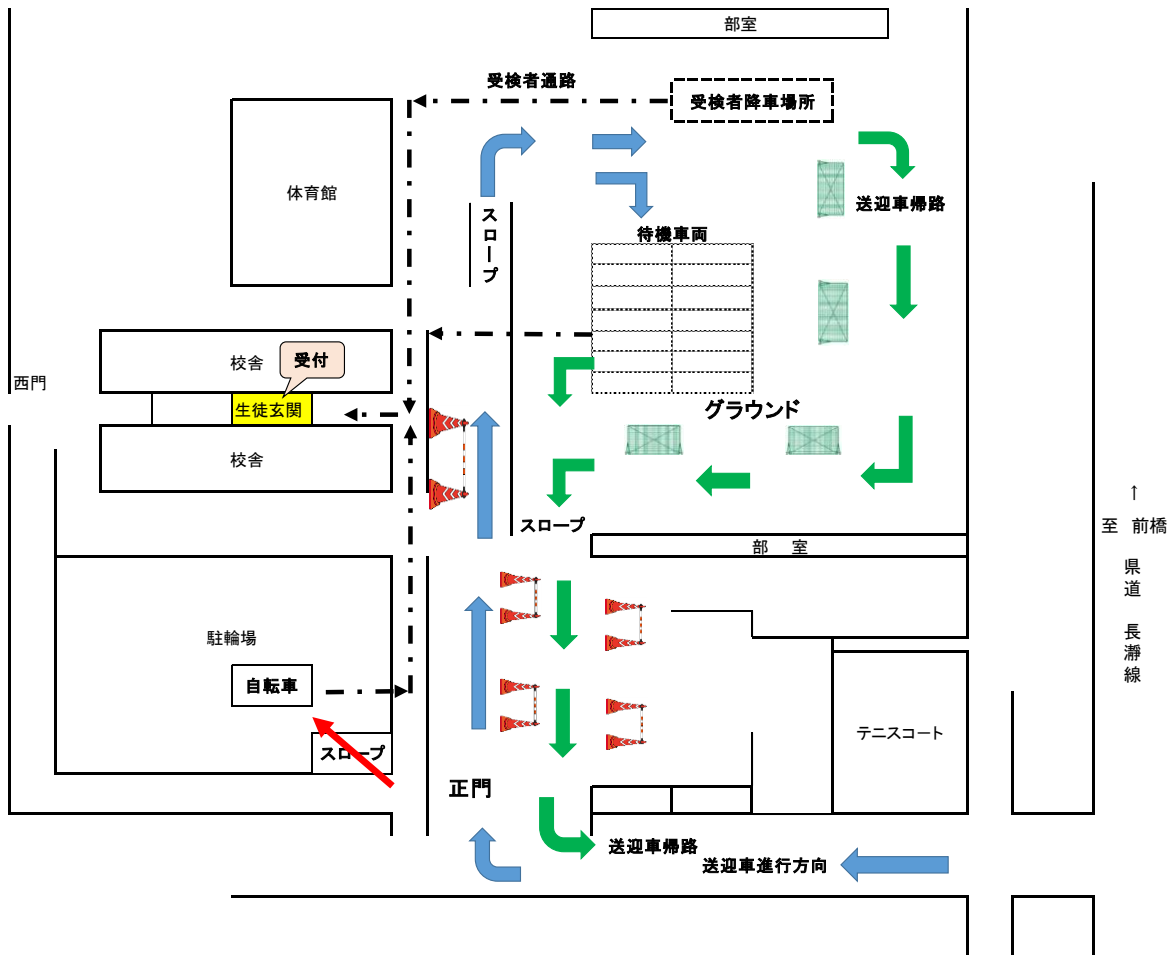 部室
受検者通路
受検者降車場所
体育館
スロープ
送迎車帰路
待機車両
校舎
受付
西門
生徒玄関
グラウンド
校舎
スロープ
↑
至 前橋
県道 長瀞線
部 室
駐輪場
自転車
スロープ
テニスコート
正門
送迎車帰路
送迎車進行方向